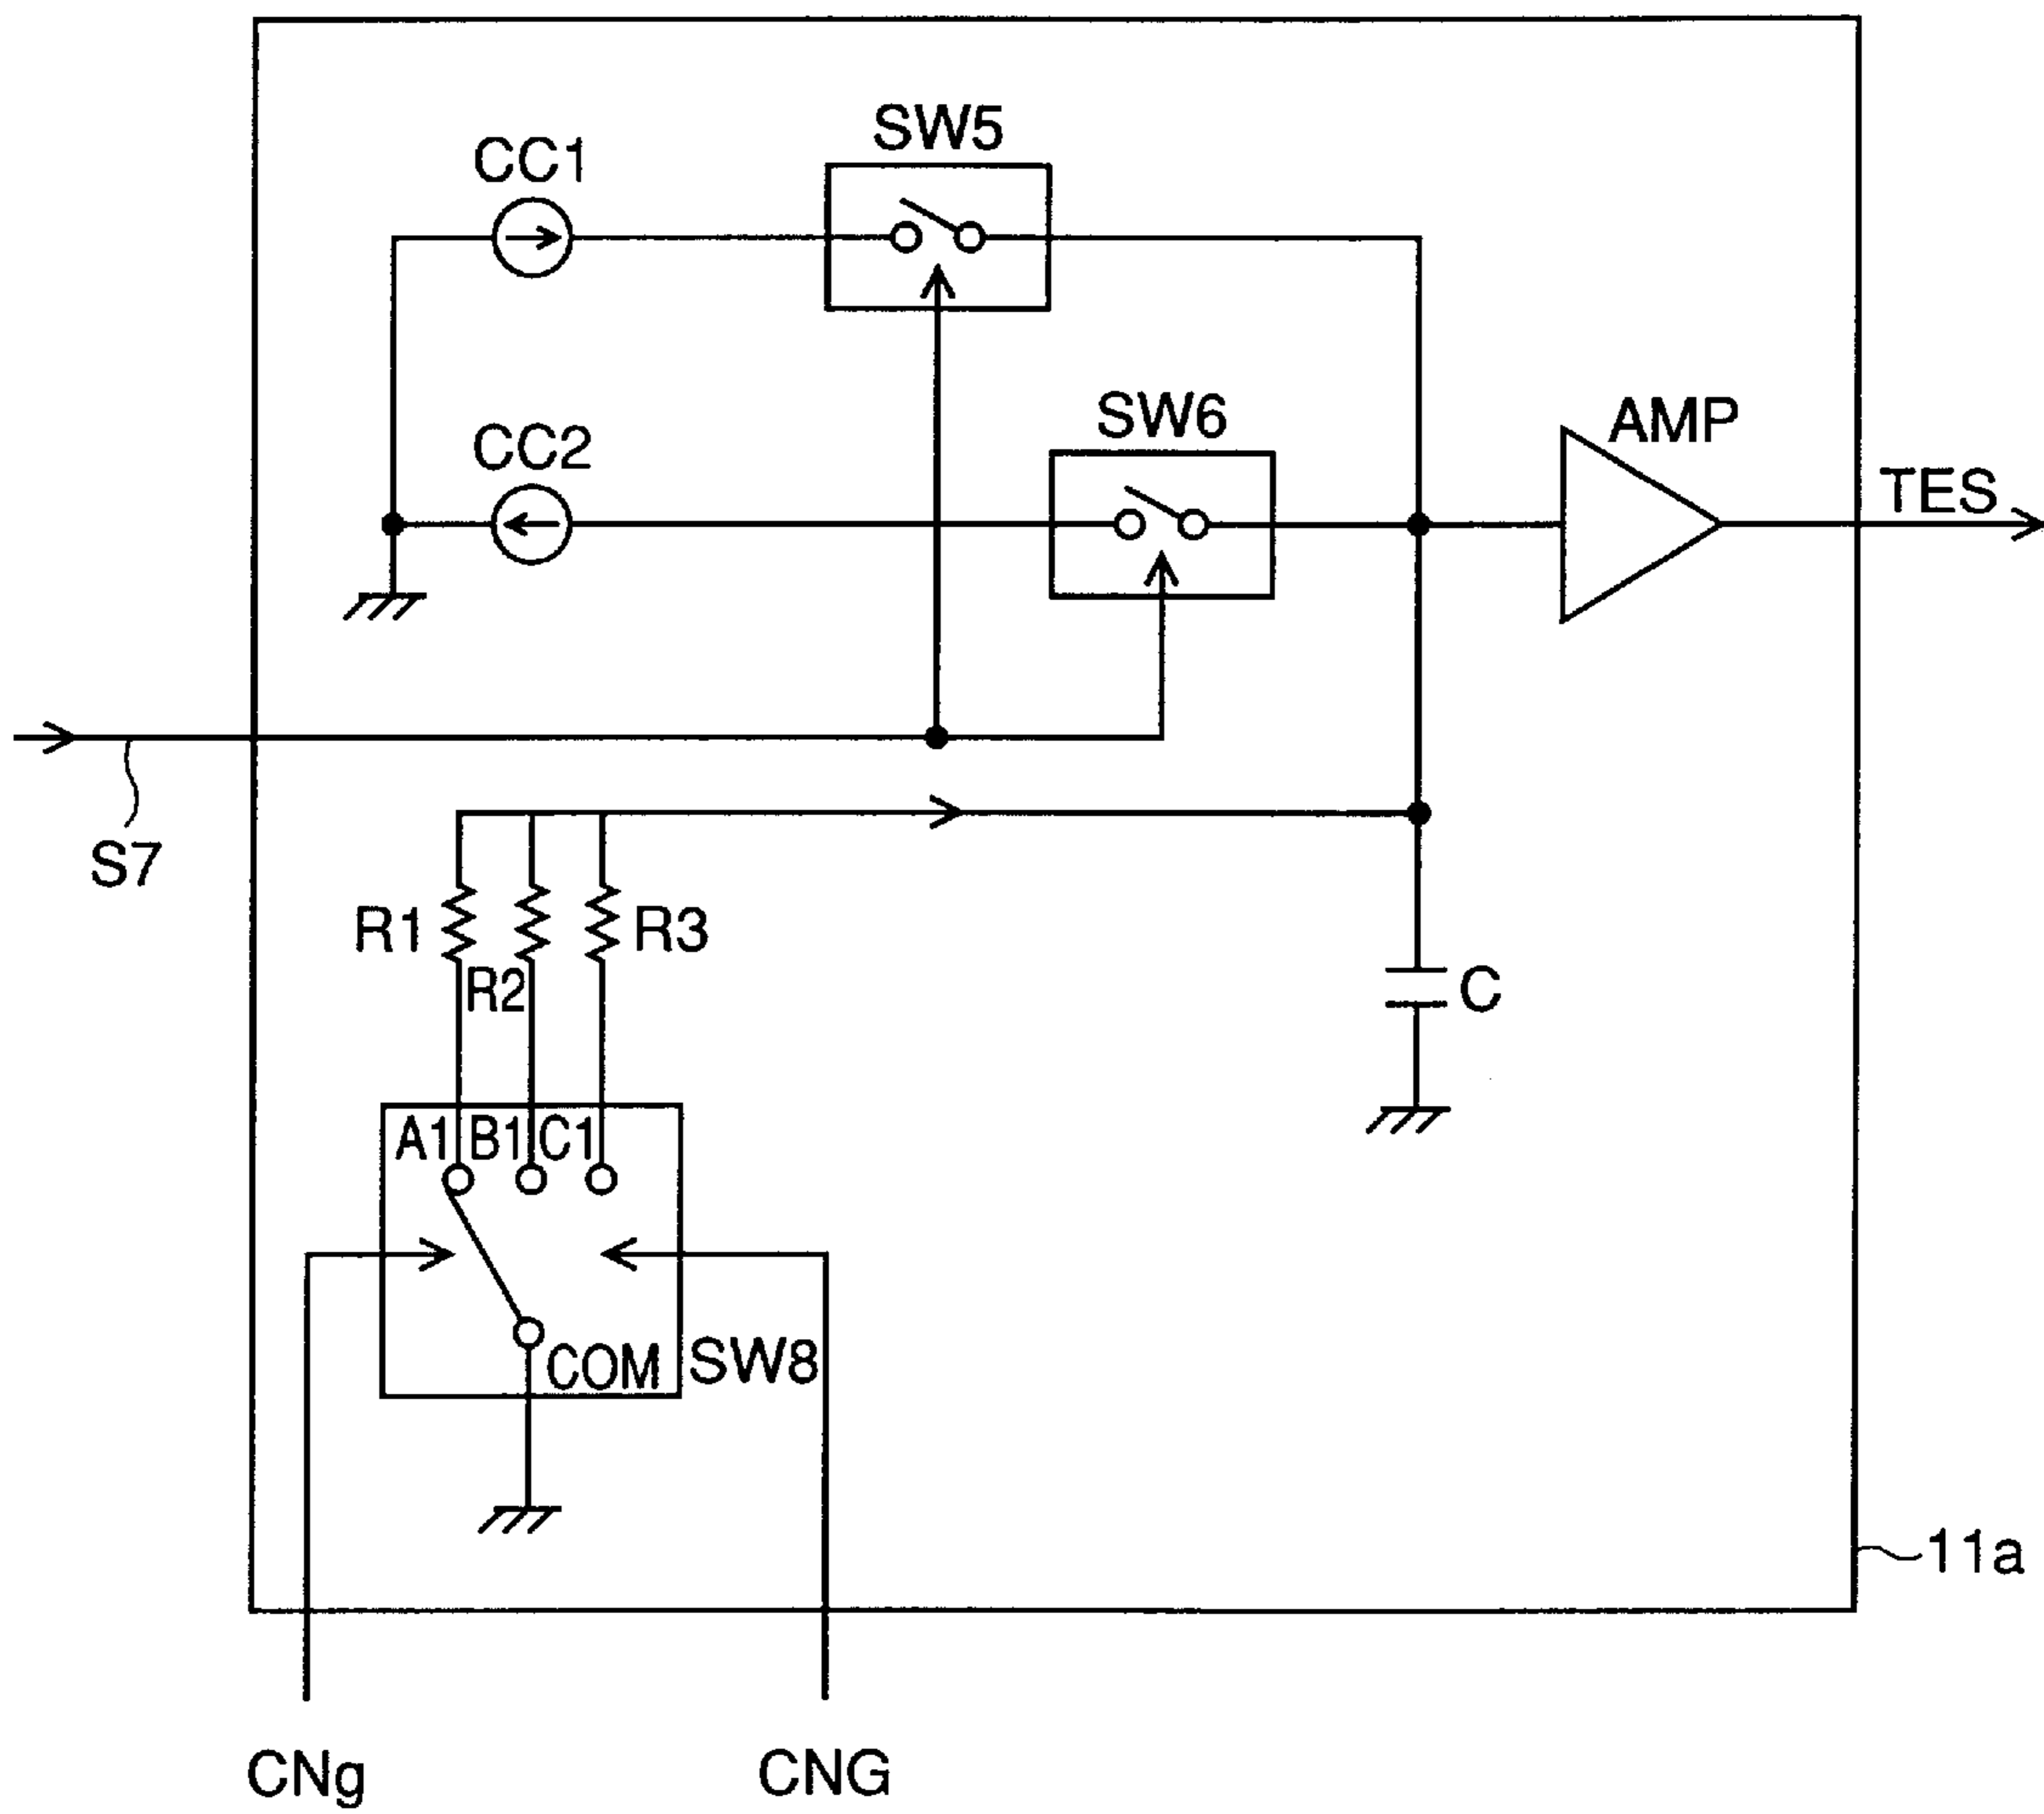 SW5
CC1
AMP
SW6
CC2
TES
S7
R1
R3
R2
C
A1 B1 C1
COM
SW8
11a
CNg
CNG